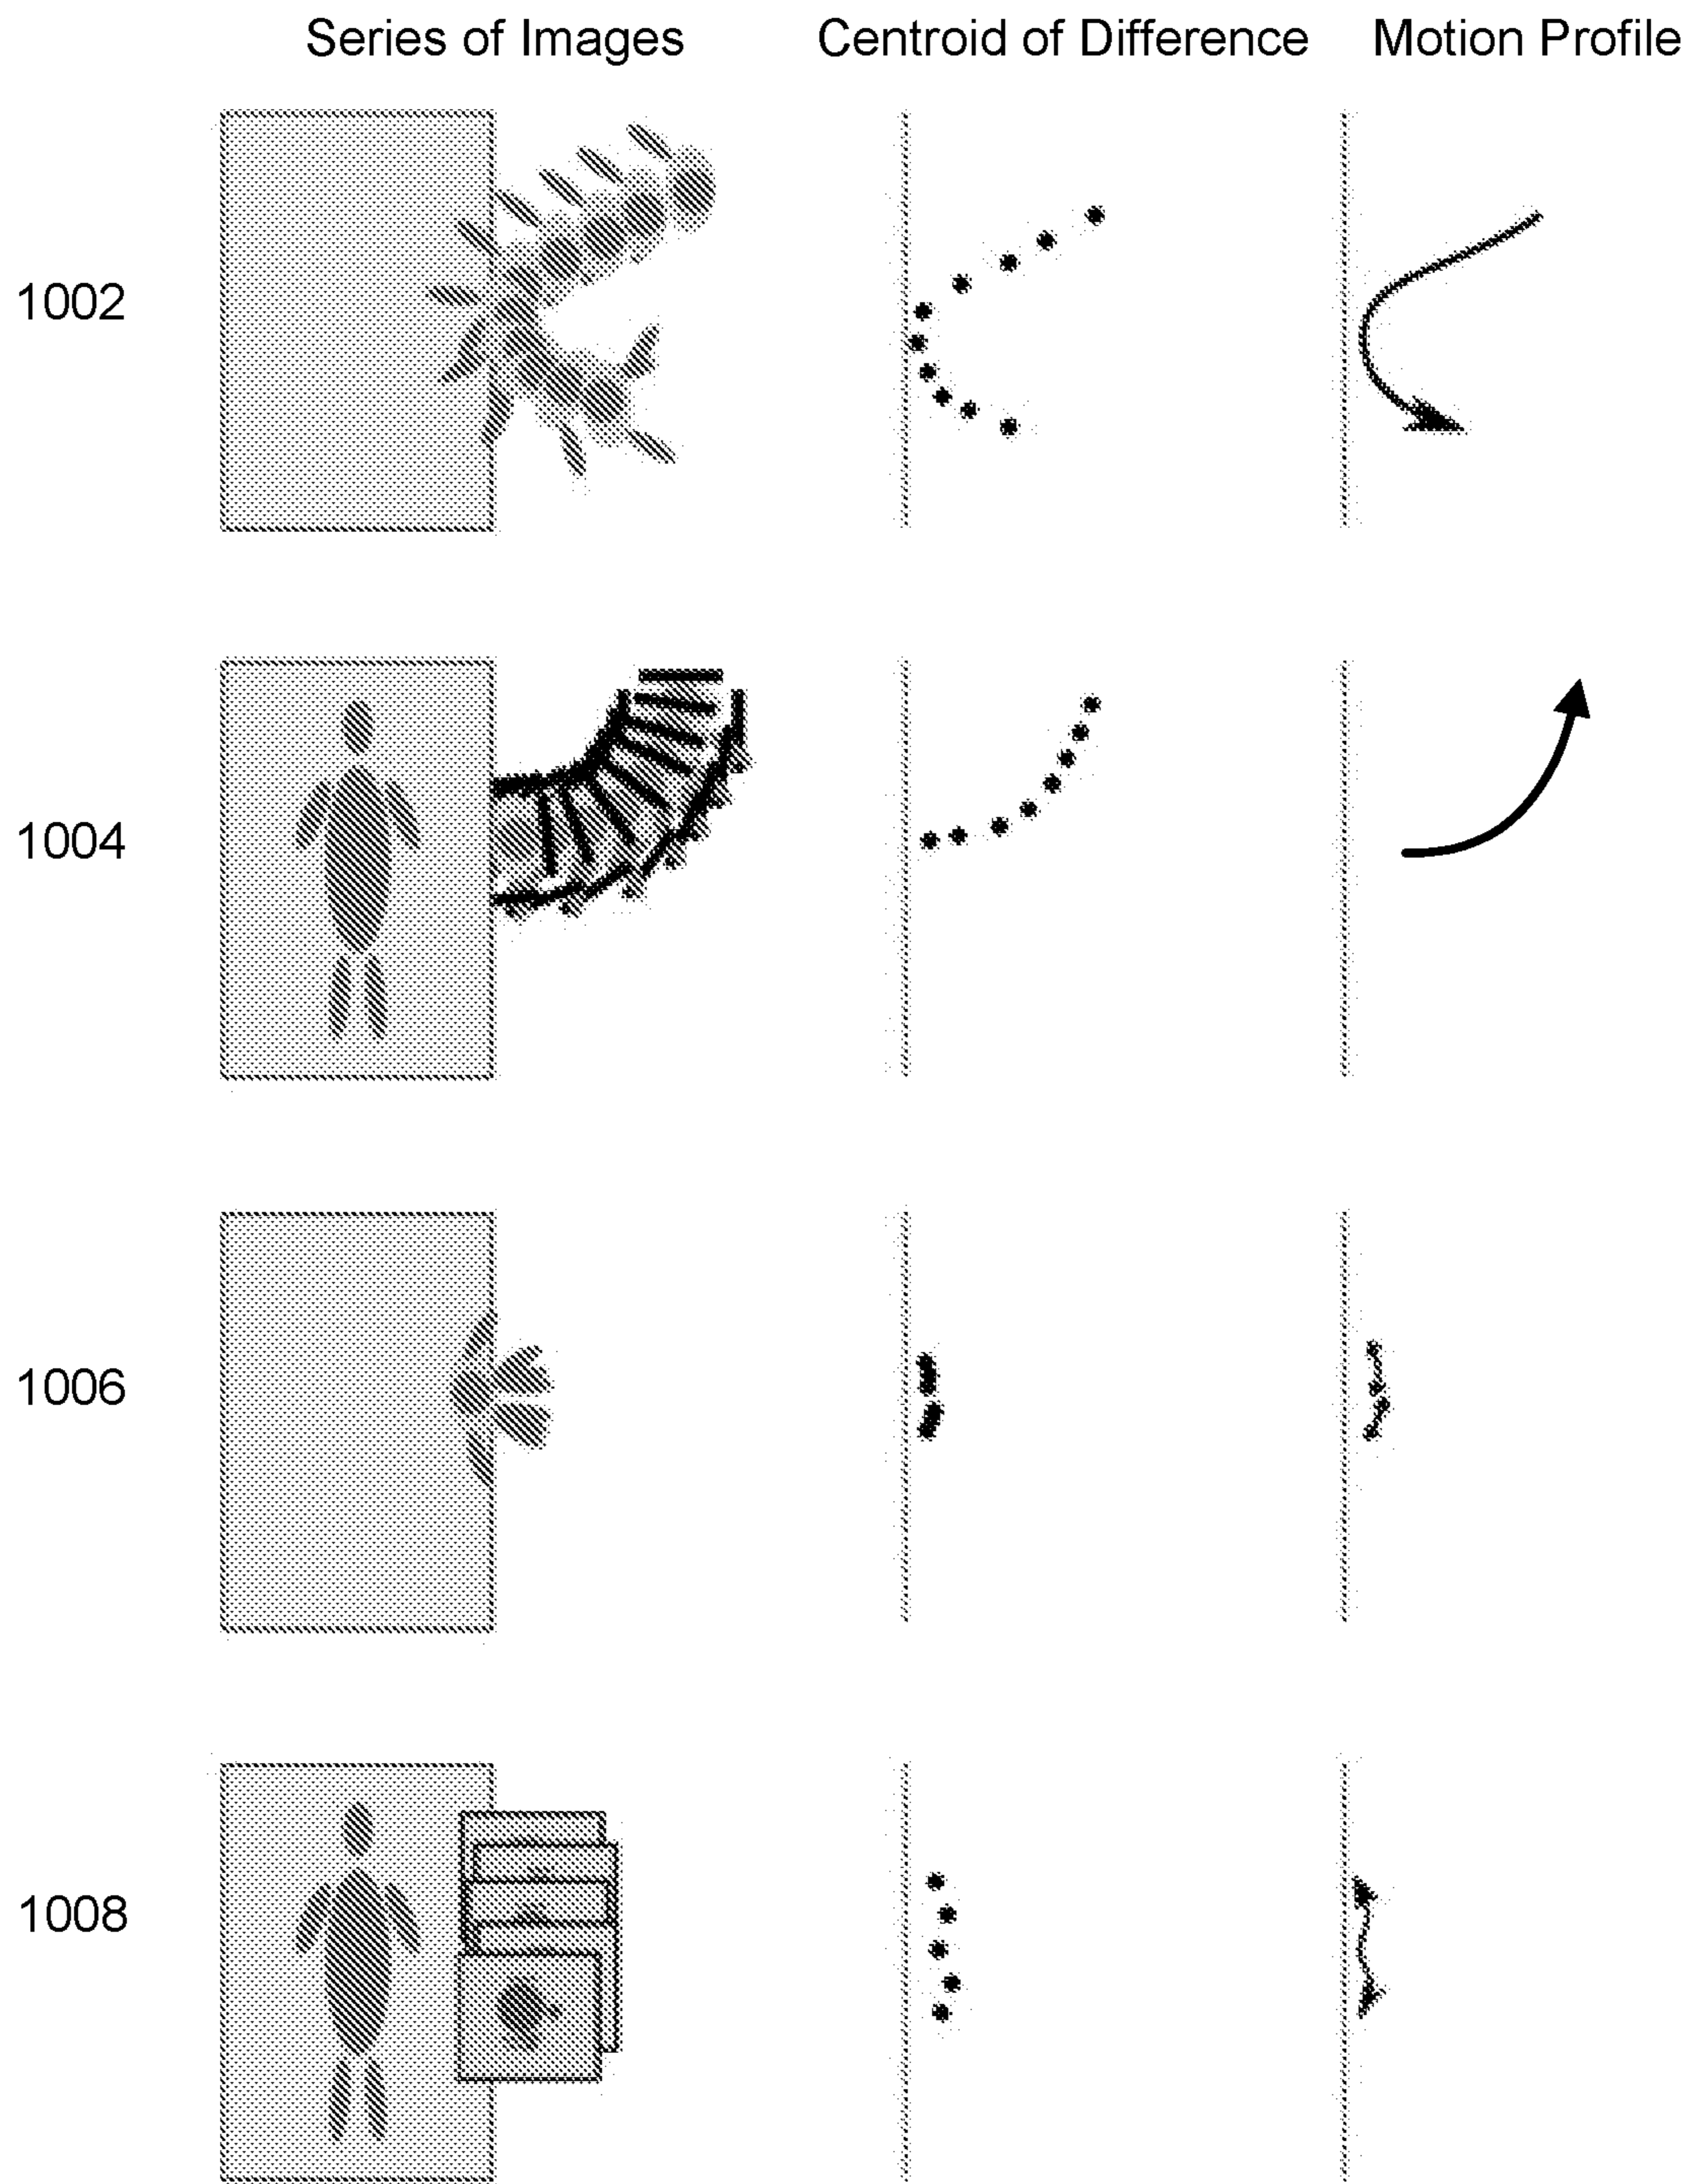 Series of Images Centroid of Difference Motion Profile
1002
1004
1006
1008